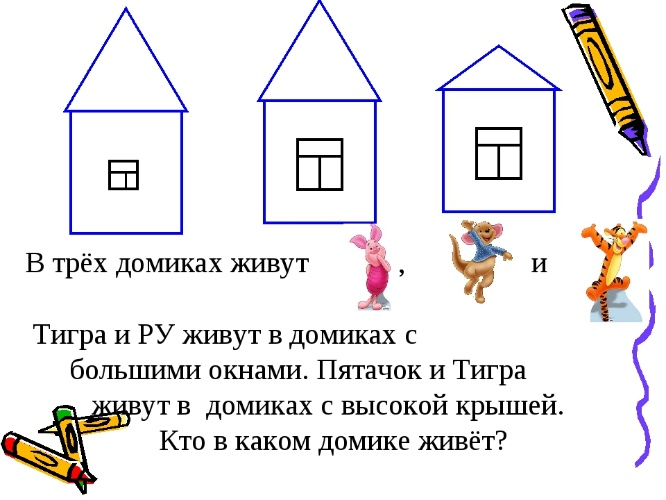 В трёх домиках живут , и
Тигра и РУ живут в домиках с
большими окнами. Пятачок и Тигра
живут в домиках с высокой крышей.
Кто в каком домике живёт?